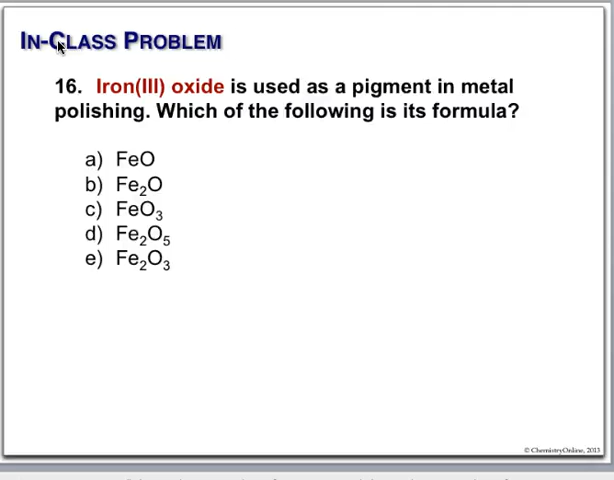 IN-CLASS PROBLEM
16. Iron(III) oxide is used as a pigment in metal
polishing. Which of the following is its formula?
a) FeO
b) Fe₂O
c) FeO₃
d) Fe₂O₅
e) Fe₂O₃
© ChemistryOnline, 2013